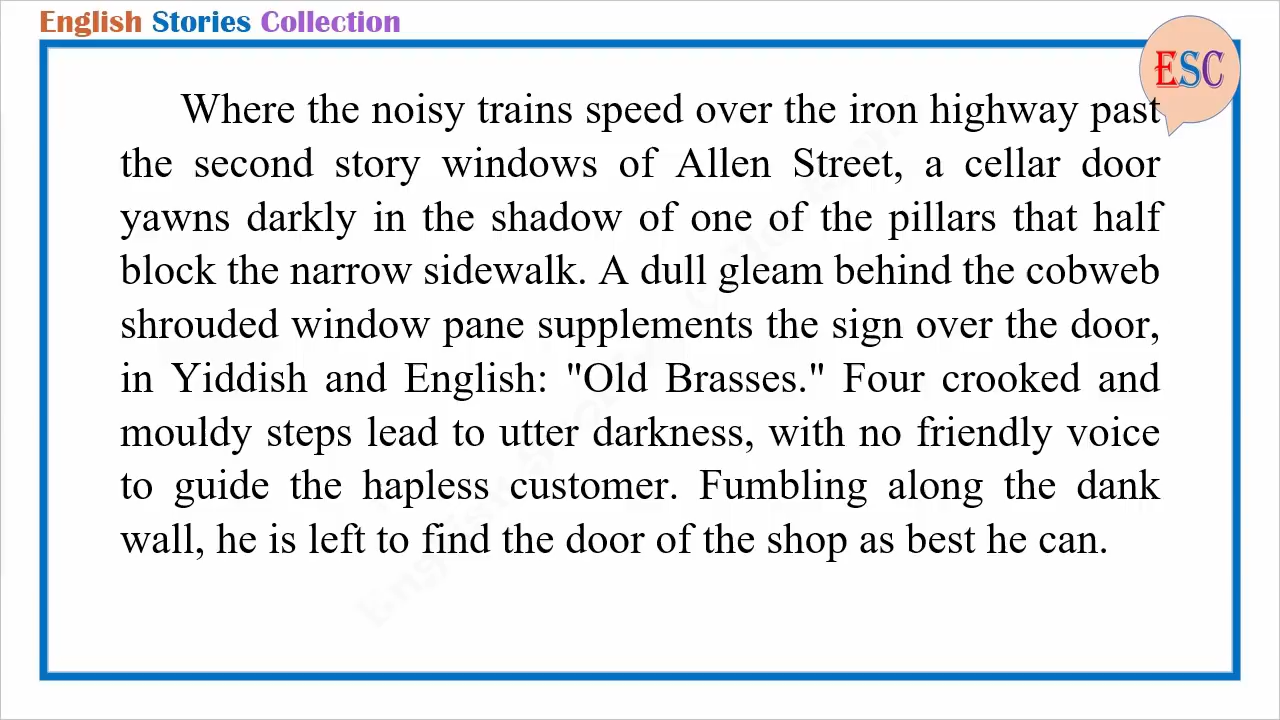 English Stories Collection
ESC
Where the noisy trains speed over the iron highway past
the second story windows of Allen Street, a cellar door
yawns darkly in the shadow of one of the pillars that half
block the narrow sidewalk. A dull gleam behind the cobweb
shrouded window pane supplements the sign over the door,
in Yiddish and English: "Old Brasses." Four crooked and
mouldy steps lead to utter darkness, with no friendly voice
to guide the hapless customer. Fumbling along the dank
wall, he is left to find the door of the shop as best he can.